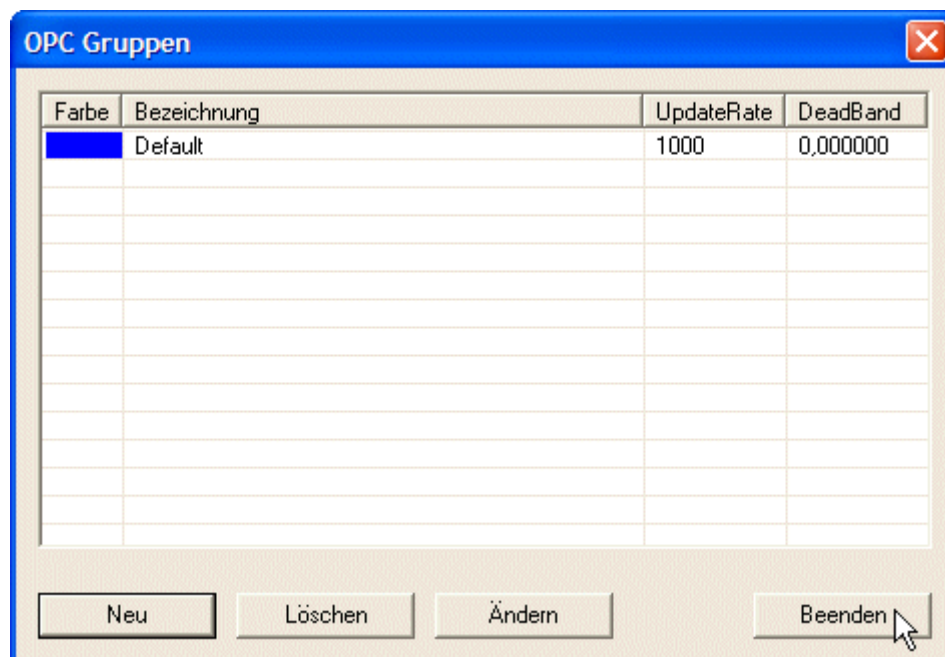 OPC Gruppen
Farbe Bezeichnung UpdateRate DeadBand
Default 1000 0,000000
Neu Löschen Ändern Beenden